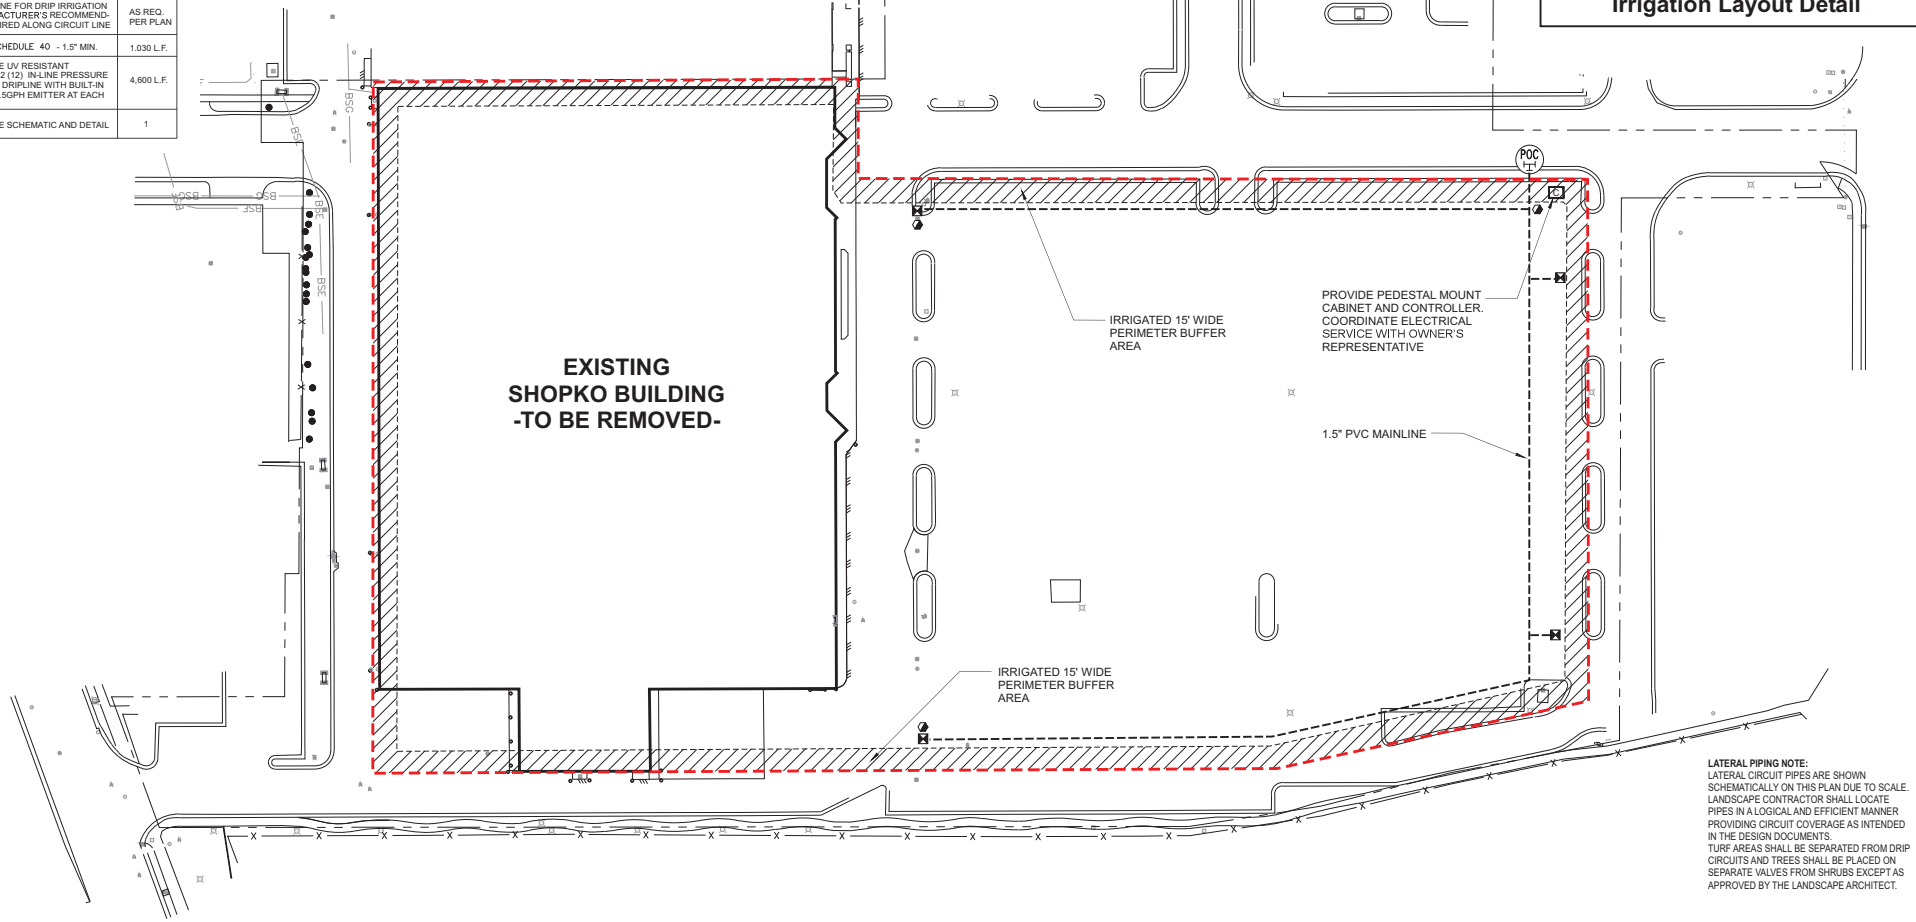 NE FOR DRIP IRRIGATION
ACTURER'S RECOMMEND-
IRED ALONG CIRCUIT LINE
AS REQ.
PER PLAN
CHEDULE 40 - 1.5" MIN.
1.030 L.F.
E UV RESISTANT
2 (12) IN-LINE PRESSURE
DRIPLINE WITH BUILT-IN
.5GPH EMITTER AT EACH
4,600 L.F.
E SCHEMATIC AND DETAIL
1
Irrigation Layout Detail
BSG
BSE
BSG
BSG
BSE
BSE
BSE
BSE
POC
C
EXISTING
SHOPKO BUILDING
-TO BE REMOVED-
IRRIGATED 15' WIDE
PERIMETER BUFFER
AREA
PROVIDE PEDESTAL MOUNT
CABINET AND CONTROLLER.
COORDINATE ELECTRICAL
SERVICE WITH OWNER'S
REPRESENTATIVE
1.5" PVC MAINLINE
IRRIGATED 15' WIDE
PERIMETER BUFFER
AREA
LATERAL PIPING NOTE:
LATERAL CIRCUIT PIPES ARE SHOWN
SCHEMATICALLY ON THIS PLAN DUE TO SCALE.
LANDSCAPE CONTRACTOR SHALL LOCATE
PIPES IN A LOGICAL AND EFFICIENT MANNER
PROVIDING CIRCUIT COVERAGE AS INTENDED
IN THE DESIGN DOCUMENTS.
TURF AREAS SHALL BE SEPARATED FROM DRIP
CIRCUITS AND TREES SHALL BE PLACED ON
SEPARATE VALVES FROM SHRUBS EXCEPT AS
APPROVED BY THE LANDSCAPE ARCHITECT.